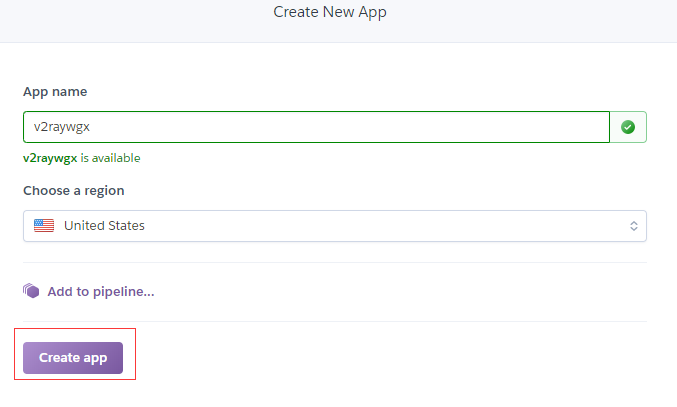 Create New App
App name
v2raywgx
v2raywgx is available
Choose a region
United States
Add to pipeline...
Create app